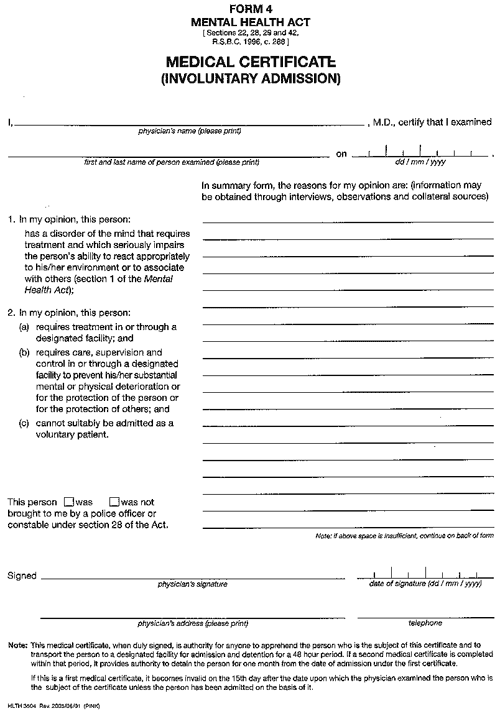 FORM 4
MENTAL HEALTH ACT
[ Sections 22, 28, 29 and 42,
R.S.B.C. 1996, c. 288 ]
MEDICAL CERTIFICATE
(INVOLUNTARY ADMISSION)
I, , M.D., certify that I examined
physician's name (please print)
on .
first and last name of person examined (please print) dd / mm / yyyy
In summary form, the reasons for my opinion are: (information may
be obtained through interviews, observations and collateral sources)
1. In my opinion, this person:
has a disorder of the mind that requires
treatment and which seriously impairs
the person's ability to react appropriately
to his/her environment or to associate
with others (section 1 of the Mental
Health Act);
2. In my opinion, this person:
(a) requires treatment in or through a
designated facility; and
(b) requires care, supervision and
control in or through a designated
facility to prevent his/her substantial
mental or physical deterioration or
for the protection of the person or
for the protection of others; and
(c) cannot suitably be admitted as a
voluntary patient.
This person was was not
brought to me by a police officer or
constable under section 28 of the Act.
Note: If above space is insufficient, continue on back of form
Signed
physician's signature date of signature (dd / mm / yyyy)
physician's address (please print) telephone
Note: This medical certificate, when duly signed, is authority for anyone to apprehend the person who is the subject of this certificate and to
transport the person to a designated facility for admission and detention for a 48 hour period. If a second medical certificate is completed
within that period, it provides authority to detain the person for one month from the date of admission under the first certificate.
If this is a first medical certificate, it becomes invalid on the 15th day after the date upon which the physician examined the person who is
the subject of the certificate unless the person has been admitted on the basis of it.
HLTH 3504 Rev. 2005/06/01 (PINK)